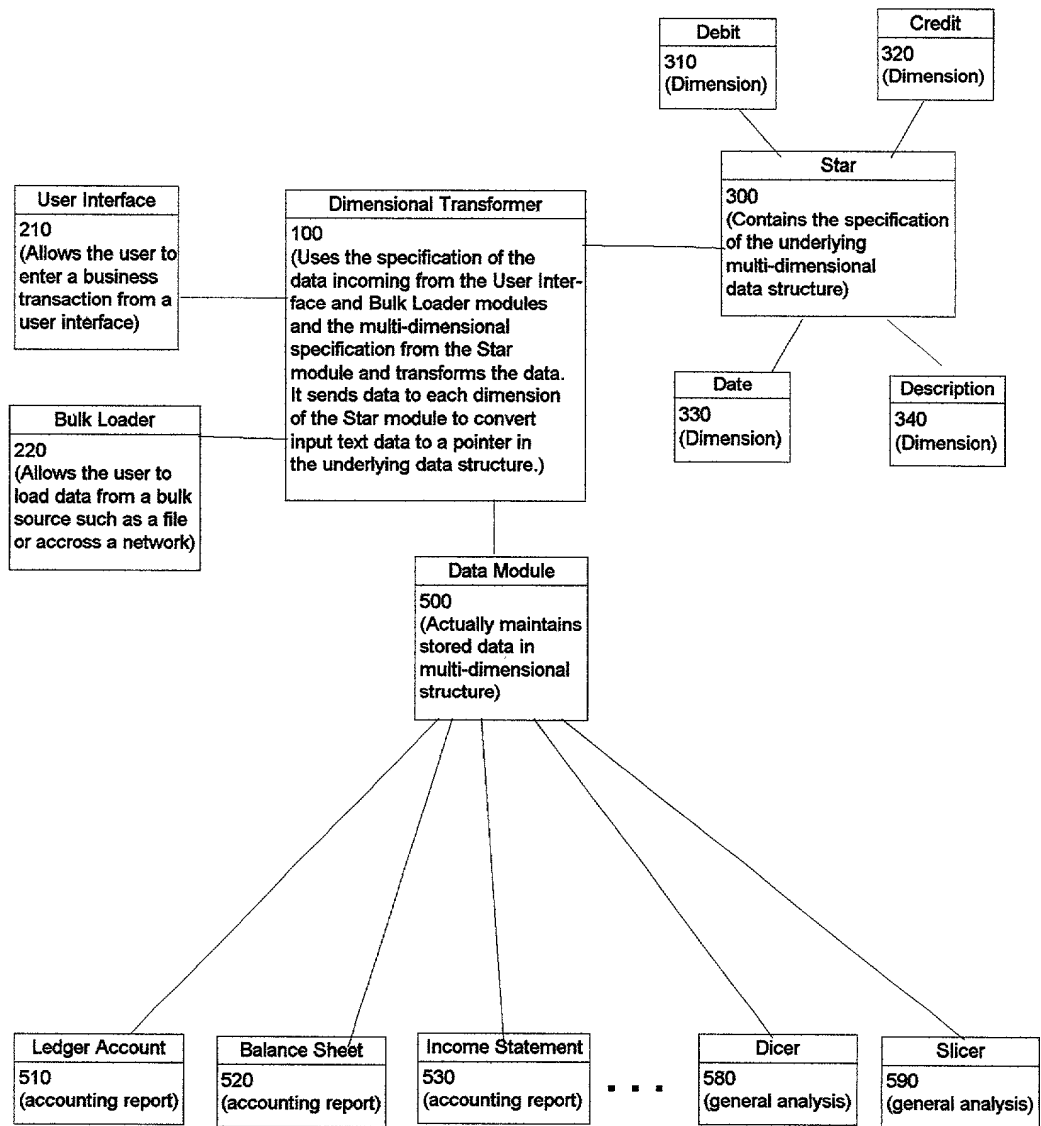 Debit
310
(Dimension)
Credit
320
(Dimension)
Star
300
(Contains the specification
of the underlying
multi-dimensional
data structure)
User Interface
210
(Allows the user to
enter a business
transaction from a
user interface)
Dimensional Transformer
100
(Uses the specification of the
data incoming from the User Inter-
face and Bulk Loader modules
and the multi-dimensional
specification from the Star
module and transforms the data.
It sends data to each dimension
of the Star module to convert
input text data to a pointer in
the underlying data structure.)
Date
330
(Dimension)
Description
340
(Dimension)
Bulk Loader
220
(Allows the user to
load data from a bulk
source such as a file
or accross a network)
Data Module
500
(Actually maintains
stored data in
multi-dimensional
structure)
Ledger Account
510
(accounting report)
Balance Sheet
520
(accounting report)
Income Statement
530
(accounting report)
. . .
Dicer
580
(general analysis)
Slicer
590
(general analysis)